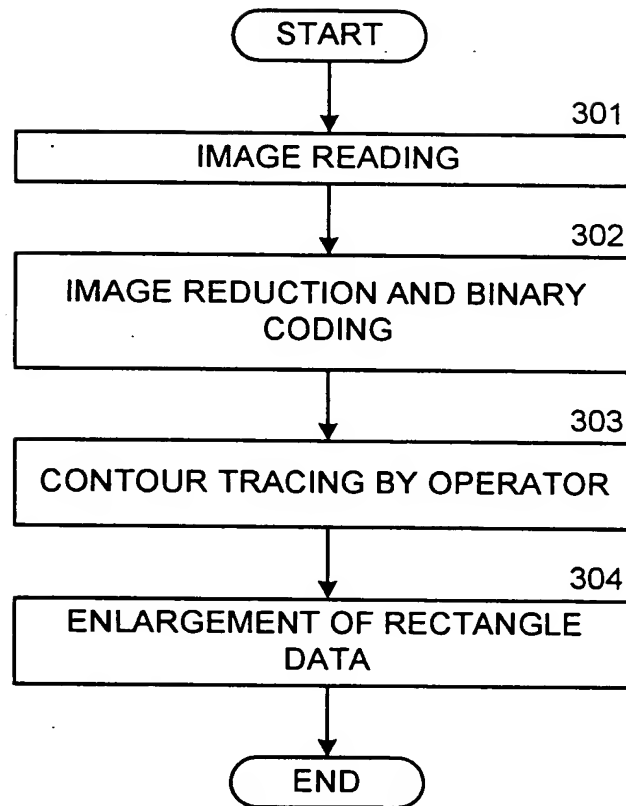 START
301
IMAGE READING
302
IMAGE REDUCTION AND BINARY
CODING
303
CONTOUR TRACING BY OPERATOR
304
ENLARGEMENT OF RECTANGLE
DATA
END